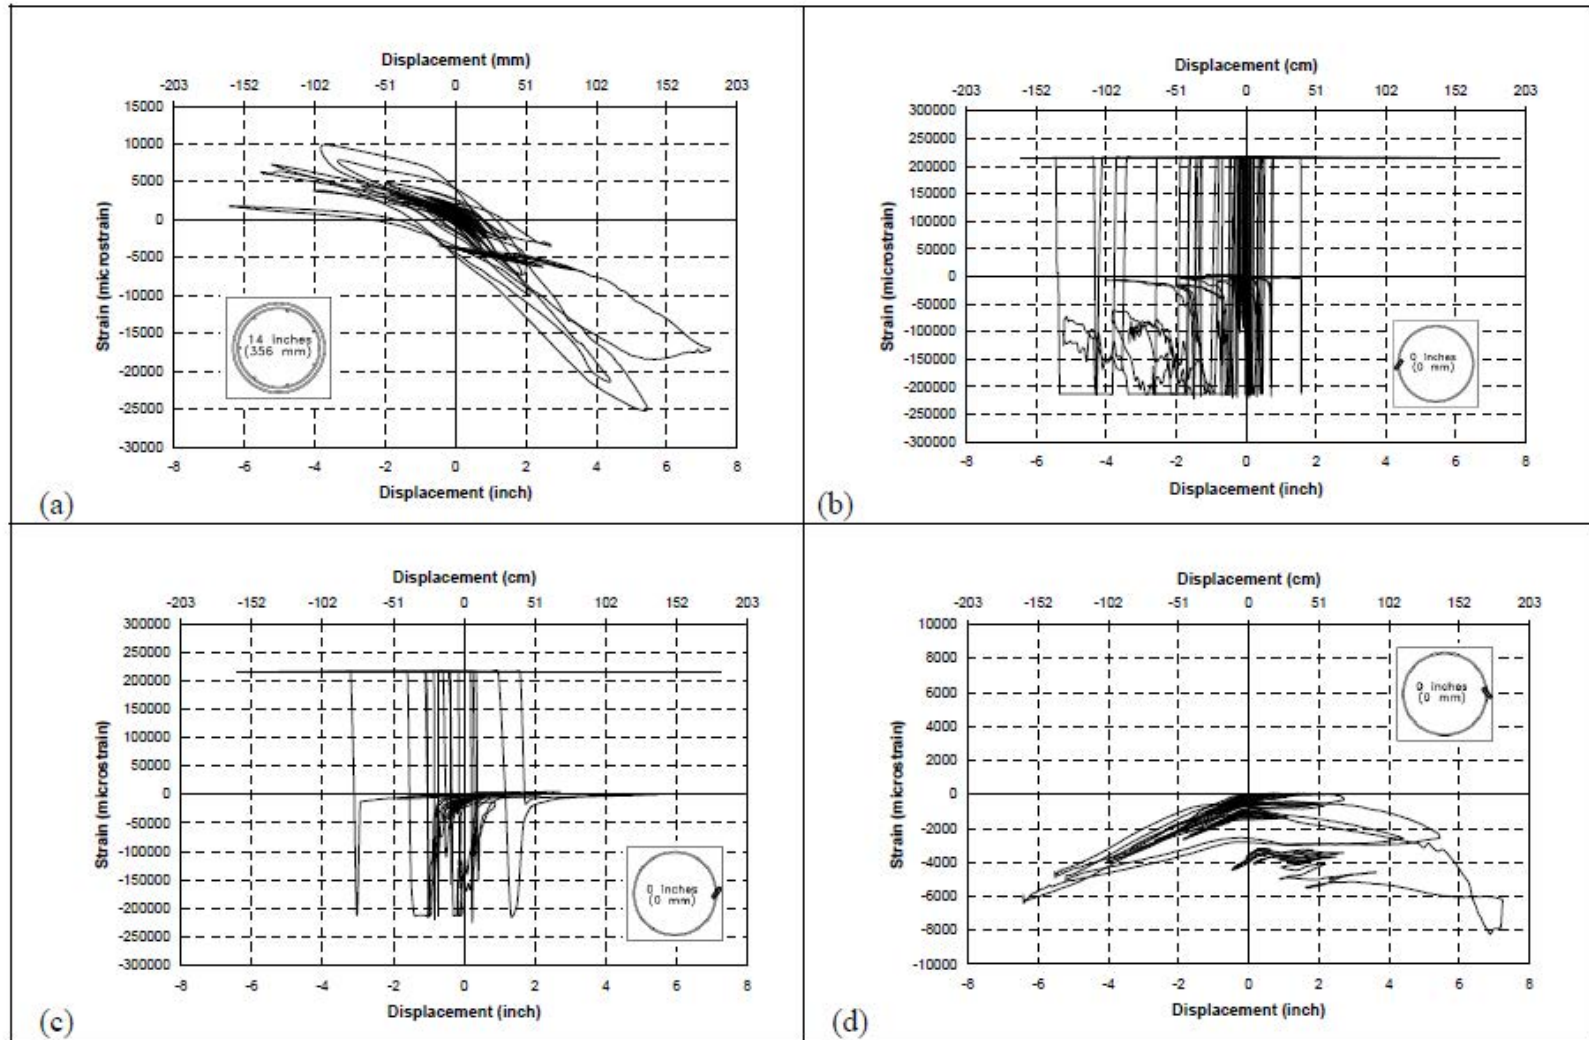 Displacement (mm)
-203 -152 -102 -51 0 51 102 152 203
15000
10000
5000
0
-5000
-10000
-15000
-20000
-25000
-30000
Strain (microstrain)
14 inches
(356 mm)
-8 -6 -4 -2 0 2 4 6 8
Displacement (inch)
(a)
Displacement (cm)
-203 -152 -102 -51 0 51 102 152 203
300000
250000
200000
150000
100000
50000
0
-50000
-100000
-150000
-200000
-250000
-300000
Strain (microstrain)
0 inches
(0 mm)
-8 -6 -4 -2 0 2 4 6 8
Displacement (inch)
(b)
Displacement (cm)
-203 -152 -102 -51 0 51 102 152 203
300000
250000
200000
150000
100000
50000
0
-50000
-100000
-150000
-200000
-250000
-300000
Strain (microstrain)
0 inches
(0 mm)
-8 -6 -4 -2 0 2 4 6 8
Displacement (inch)
(c)
Displacement (cm)
-203 -152 -102 -51 0 51 102 152 203
10000
8000
6000
4000
2000
0
-2000
-4000
-6000
-8000
-10000
Strain (microstrain)
0 inches
(0 mm)
-8 -6 -4 -2 0 2 4 6 8
Displacement (inch)
(d)